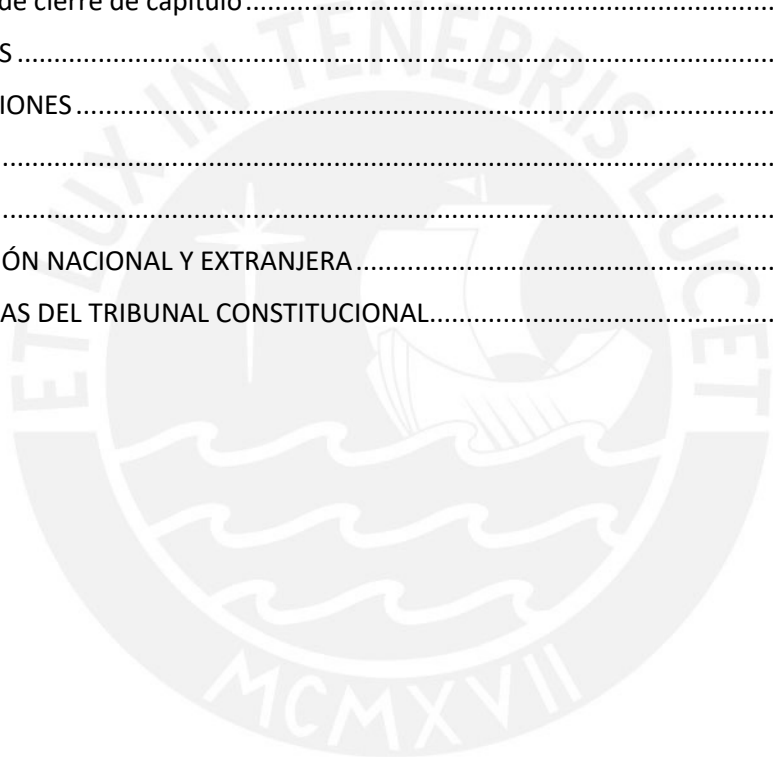 de cierre de capítulo
S
IONES
ÓN NACIONAL Y EXTRANJERA
AS DEL TRIBUNAL CONSTITUCIONAL
ET LUX IN TENEBRIS LUCET
MCMXVII